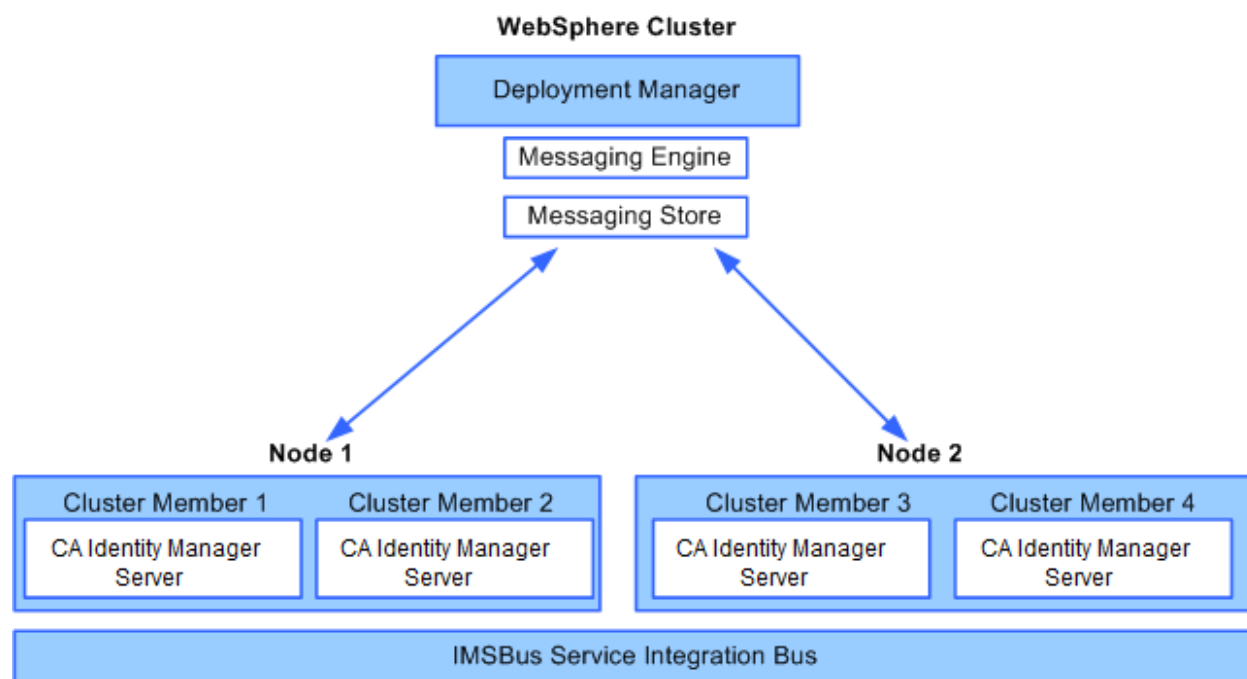 WebSphere Cluster
Deployment Manager
Messaging Engine
Messaging Store
Node 1
Node 2
Cluster Member 1
Cluster Member 2
Cluster Member 3
Cluster Member 4
CA Identity Manager
Server
CA Identity Manager
Server
CA Identity Manager
Server
CA Identity Manager
Server
IMSBus Service Integration Bus